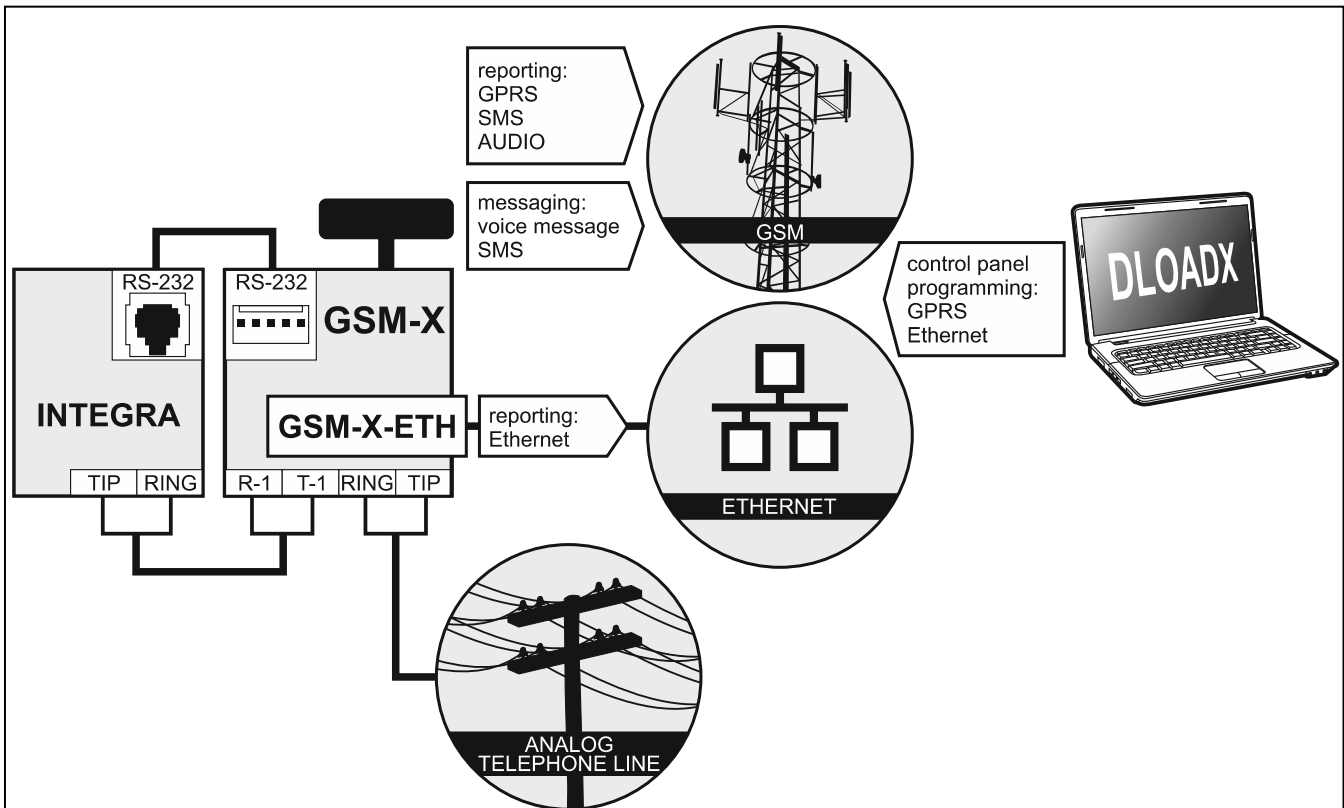 reporting:
GPRS
SMS
AUDIO
messaging:
voice message
SMS
GSM
control panel
programming:
GPRS
Ethernet
DLOADX
RS-232
RS-232
GSM-X
INTEGRA
GSM-X-ETH
reporting:
Ethernet
TIP RING
R-1 T-1 RING TIP
ETHERNET
ANALOG
TELEPHONE LINE